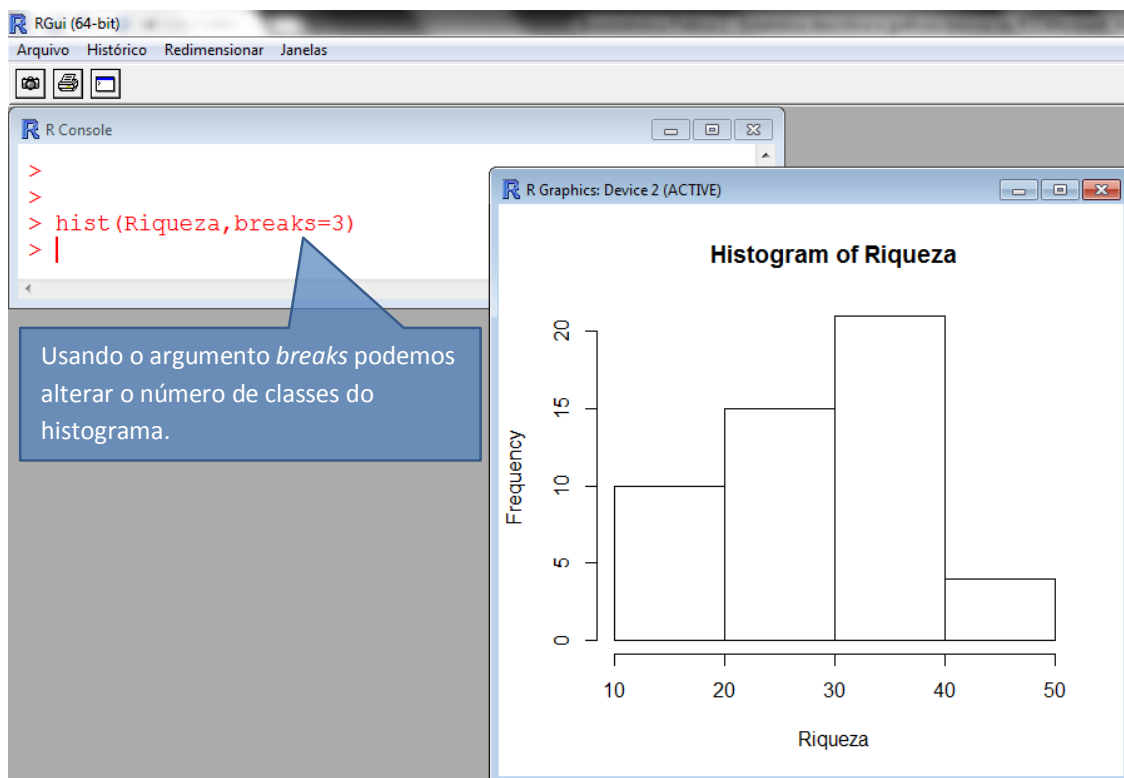 RGui (64-bit)
Arquivo Histórico Redimensionar Janelas
R Console
>
>
> hist(Riqueza,breaks=3)
>
Usando o argumento breaks podemos
alterar o número de classes do
histograma.
R Graphics: Device 2 (ACTIVE)
Histogram of Riqueza
Frequency
20
15
10
5
0
10 20 30 40 50
Riqueza